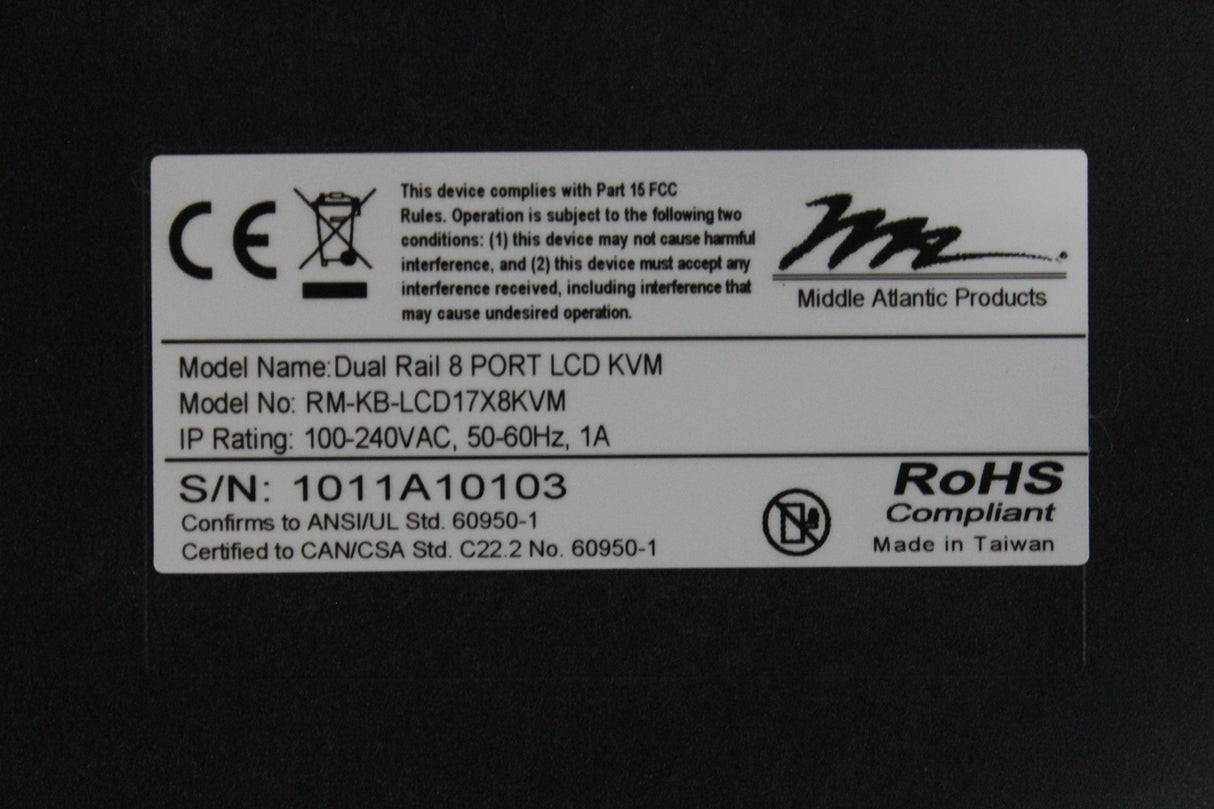 CE
This device complies with Part 15 FCC
Rules. Operation is subject to the following two
conditions: (1) this device may not cause harmful
interference, and (2) this device must accept any
interference received, including interference that
may cause undesired operation.
Middle Atlantic Products
Model Name:Dual Rail 8 PORT LCD KVM
Model No: RM-KB-LCD17X8KVM
IP Rating: 100-240VAC, 50-60Hz, 1A
S/N: 1011A10103
Confirms to ANSI/UL Std. 60950-1
Certified to CAN/CSA Std. C22.2 No. 60950-1
RoHS
Compliant
Made in Taiwan